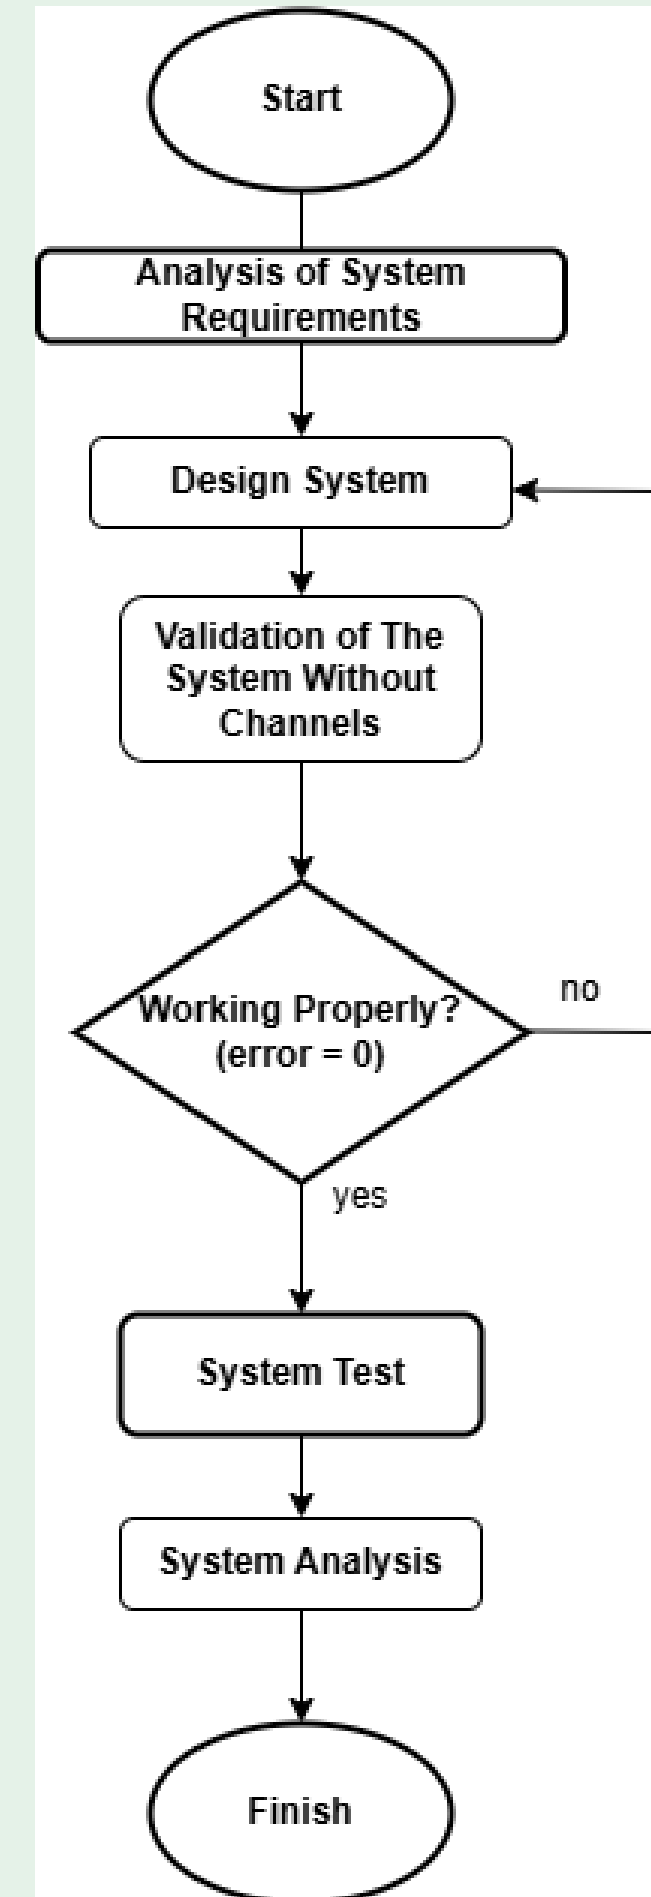 Start
Analysis of System
Requirements
Design System
Validation of The
System Without
Channels
Working Properly?
(error = 0)
no
yes
System Test
System Analysis
Finish